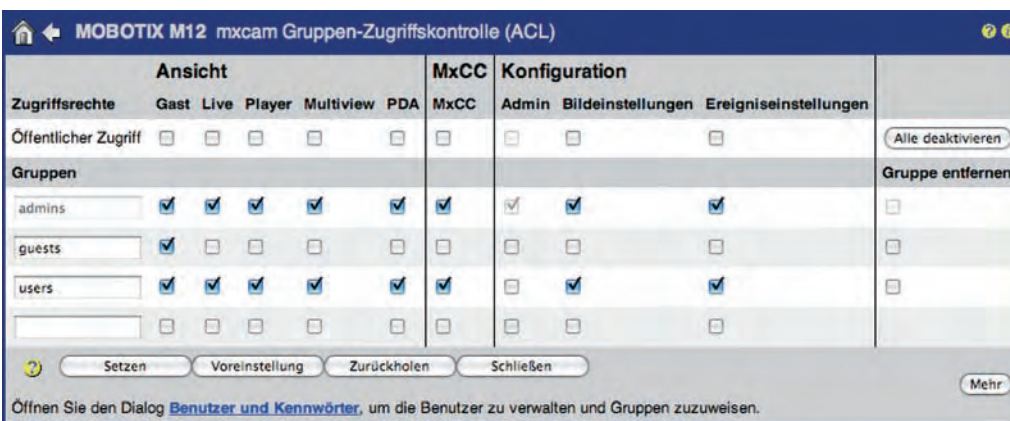 MOBOTIX M12 mxcam Gruppen-Zugriffskontrolle (ACL)
Ansicht MxCC Konfiguration
Zugriffsrechte Gast Live Player Multiview PDA MxCC Admin Bildeinstellungen Ereigniseinstellungen
Öffentlicher Zugriff Alle deaktivieren
Gruppen Gruppe entfernen
admins
guests
users
? Setzen Voreinstellung Zurückholen Schließen
Mehr
Öffnen Sie den Dialog Benutzer und Kennwörter, um die Benutzer zu verwalten und Gruppen zuzuweisen.